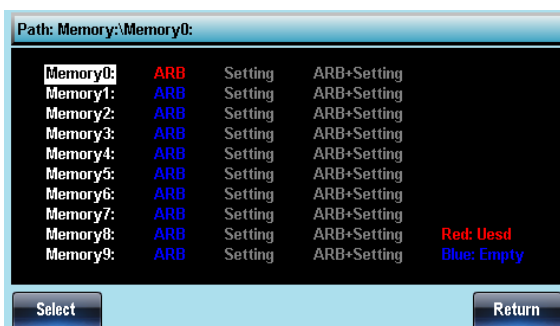 Path: Memory:\Memory0:
Memory0: ARB Setting ARB+Setting
Memory1: ARB Setting ARB+Setting
Memory2: ARB Setting ARB+Setting
Memory3: ARB Setting ARB+Setting
Memory4: ARB Setting ARB+Setting
Memory5: ARB Setting ARB+Setting
Memory6: ARB Setting ARB+Setting
Memory7: ARB Setting ARB+Setting
Memory8: ARB Setting ARB+Setting Red: Uesd
Memory9: ARB Setting ARB+Setting Blue: Empty
Select Return